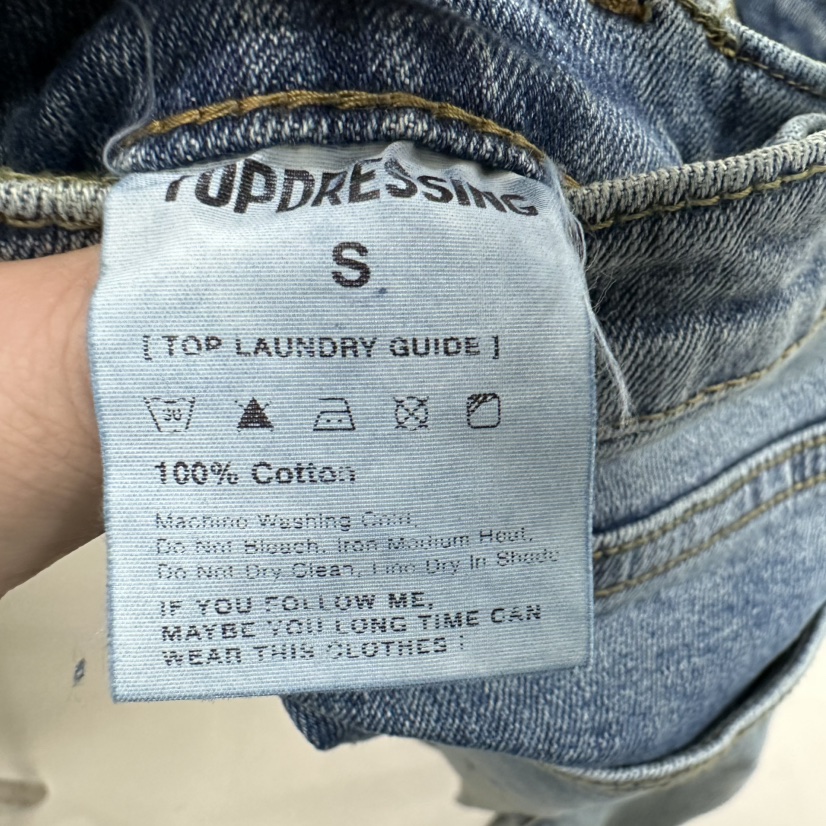 TOPDRESSING
S
[ TOP LAUNDRY GUIDE ]
30
100% Cotton
Machine Washing Cold,
Do Not Bleach, Iron Medium Heat,
Do Not Dry Clean, Line Dry In Shade
IF YOU FOLLOW ME,
MAYBE YOU LONG TIME CAN
WEAR THIS CLOTHES !